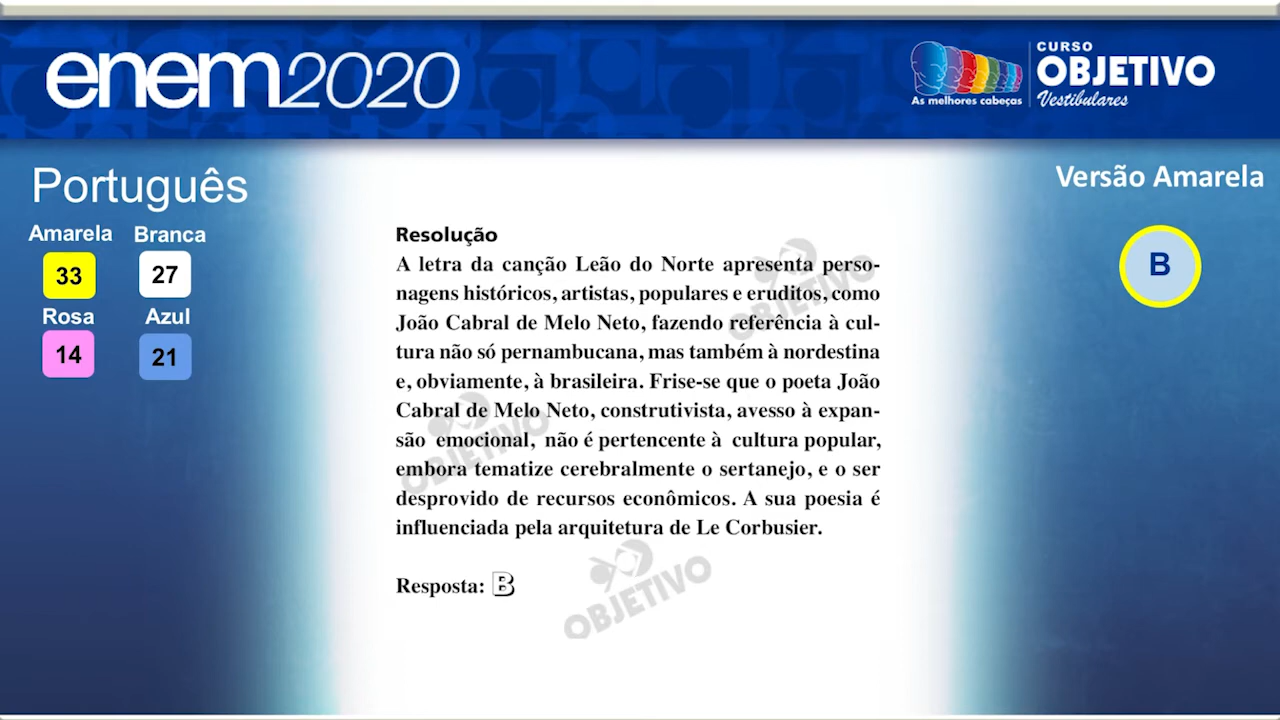 enem2020
As melhores cabeças
CURSO
OBJETIVO
Vestibulares
Português
Versão Amarela
Amarela Branca
33 27
Rosa Azul
14 21
B
Resolução
A letra da canção Leão do Norte apresenta perso-
nagens históricos, artistas, populares e eruditos, como
João Cabral de Melo Neto, fazendo referência à cul-
tura não só pernambucana, mas também à nordestina
e, obviamente, à brasileira. Frise-se que o poeta João
Cabral de Melo Neto, construtivista, avesso à expan-
são emocional, não é pertencente à cultura popular,
embora tematize cerebralmente o sertanejo, e o ser
desprovido de recursos econômicos. A sua poesia é
influenciada pela arquitetura de Le Corbusier.
Resposta: B
OBJETIVO
OBJETIVO
OBJETIVO